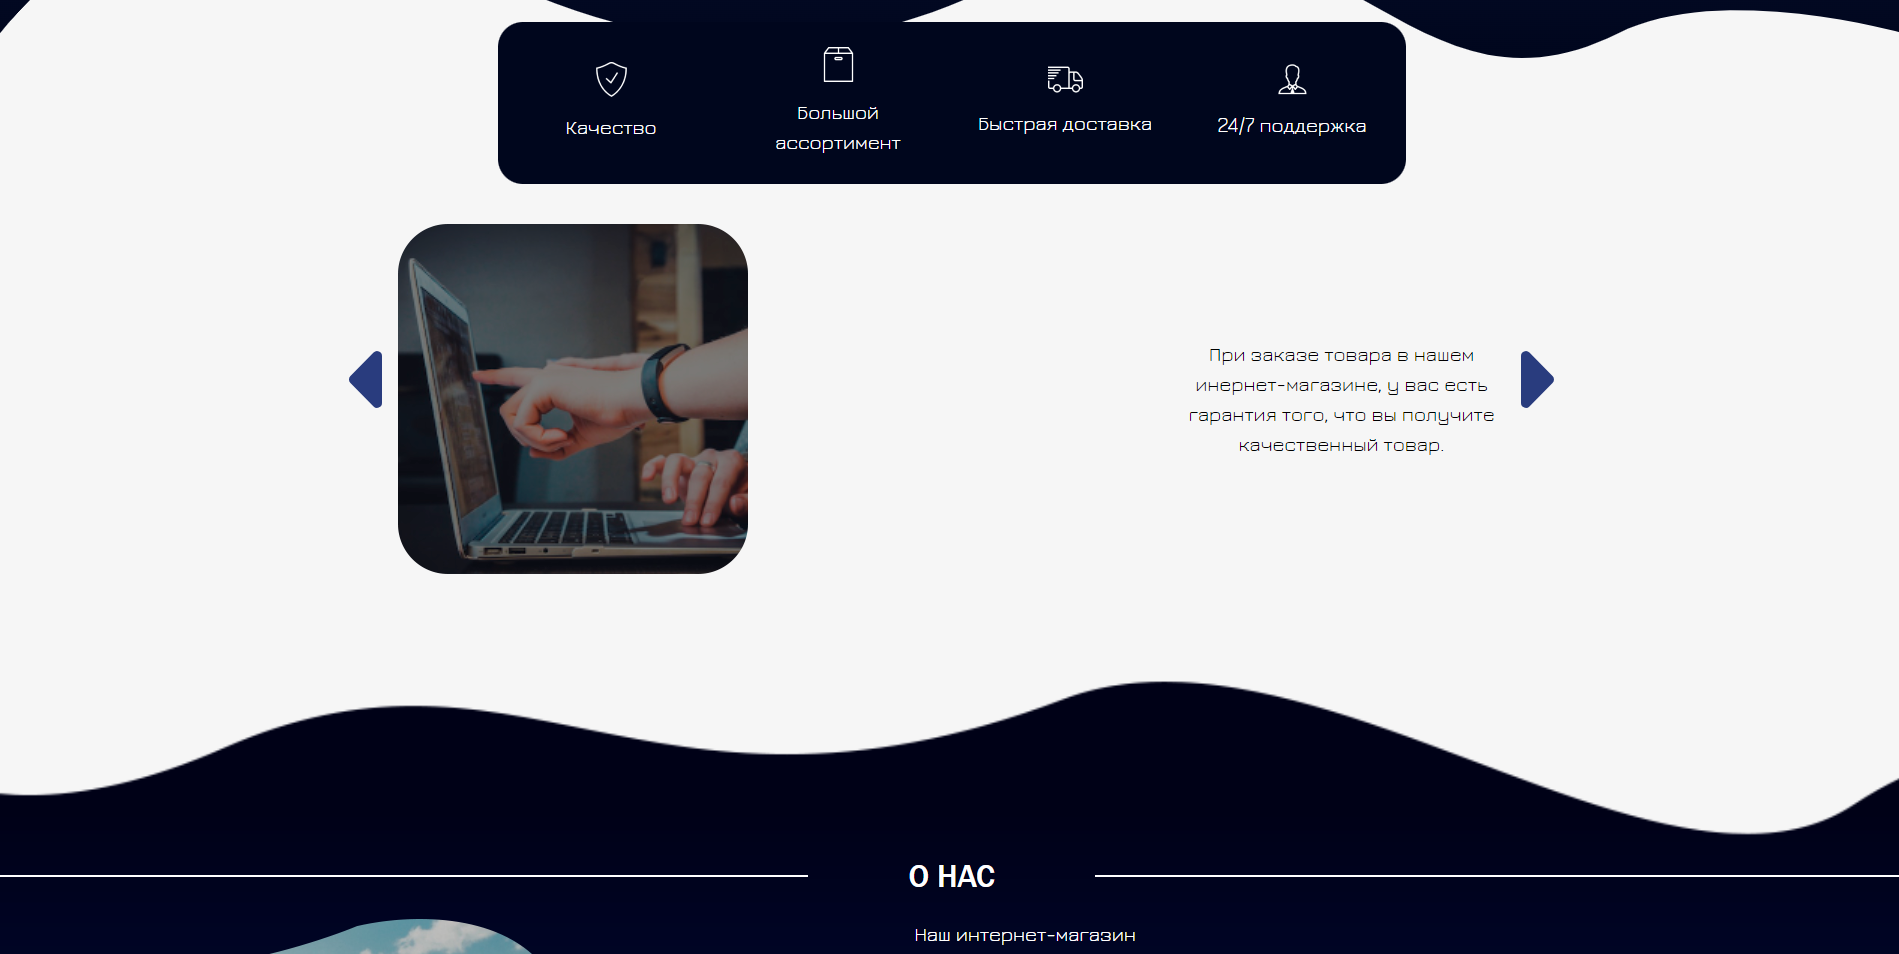 Качество
Большой
ассортимент
Быстрая доставка
24/7 поддержка
При заказе товара в нашем
инернет-магазине, у вас есть
гарантия того, что вы получите
качественный товар.
О НАС
Наш интернет-магазин